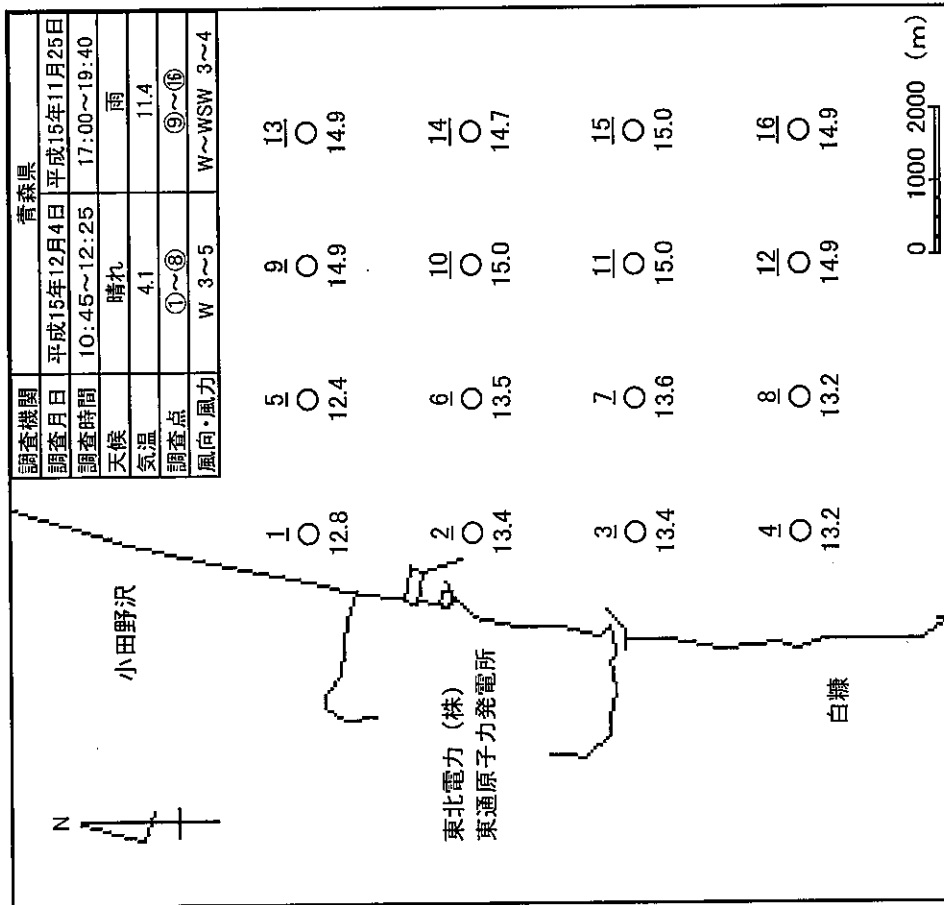 調査機関 青森県
調査月日 平成15年12月4日 平成15年11月25日
調査時間 10:45～12:25 17:00～19:40
天候 晴れ 雨
気温 4.1 11.4
調査点 ①～⑧ ⑨～⑯
風向・風力 W 3～5 W～WSW 3～4
N
小田野沢
1 5 9 13
12.8 12.4 14.9 14.9
東北電力（株）
東通原子力発電所
2 6 10 14
13.4 13.5 15.0 14.7
3 7 11 15
13.4 13.6 15.0 15.0
白糠
4 8 12 16
13.2 13.2 14.9 14.9
0 1000 2000 (m)